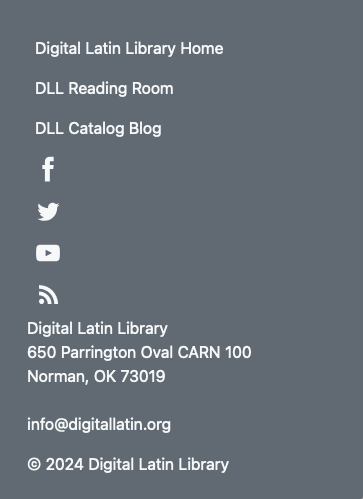 Digital Latin Library Home
DLL Reading Room
DLL Catalog Blog
Digital Latin Library
650 Parrington Oval CARN 100
Norman, OK 73019
info@digitallatin.org
© 2024 Digital Latin Library